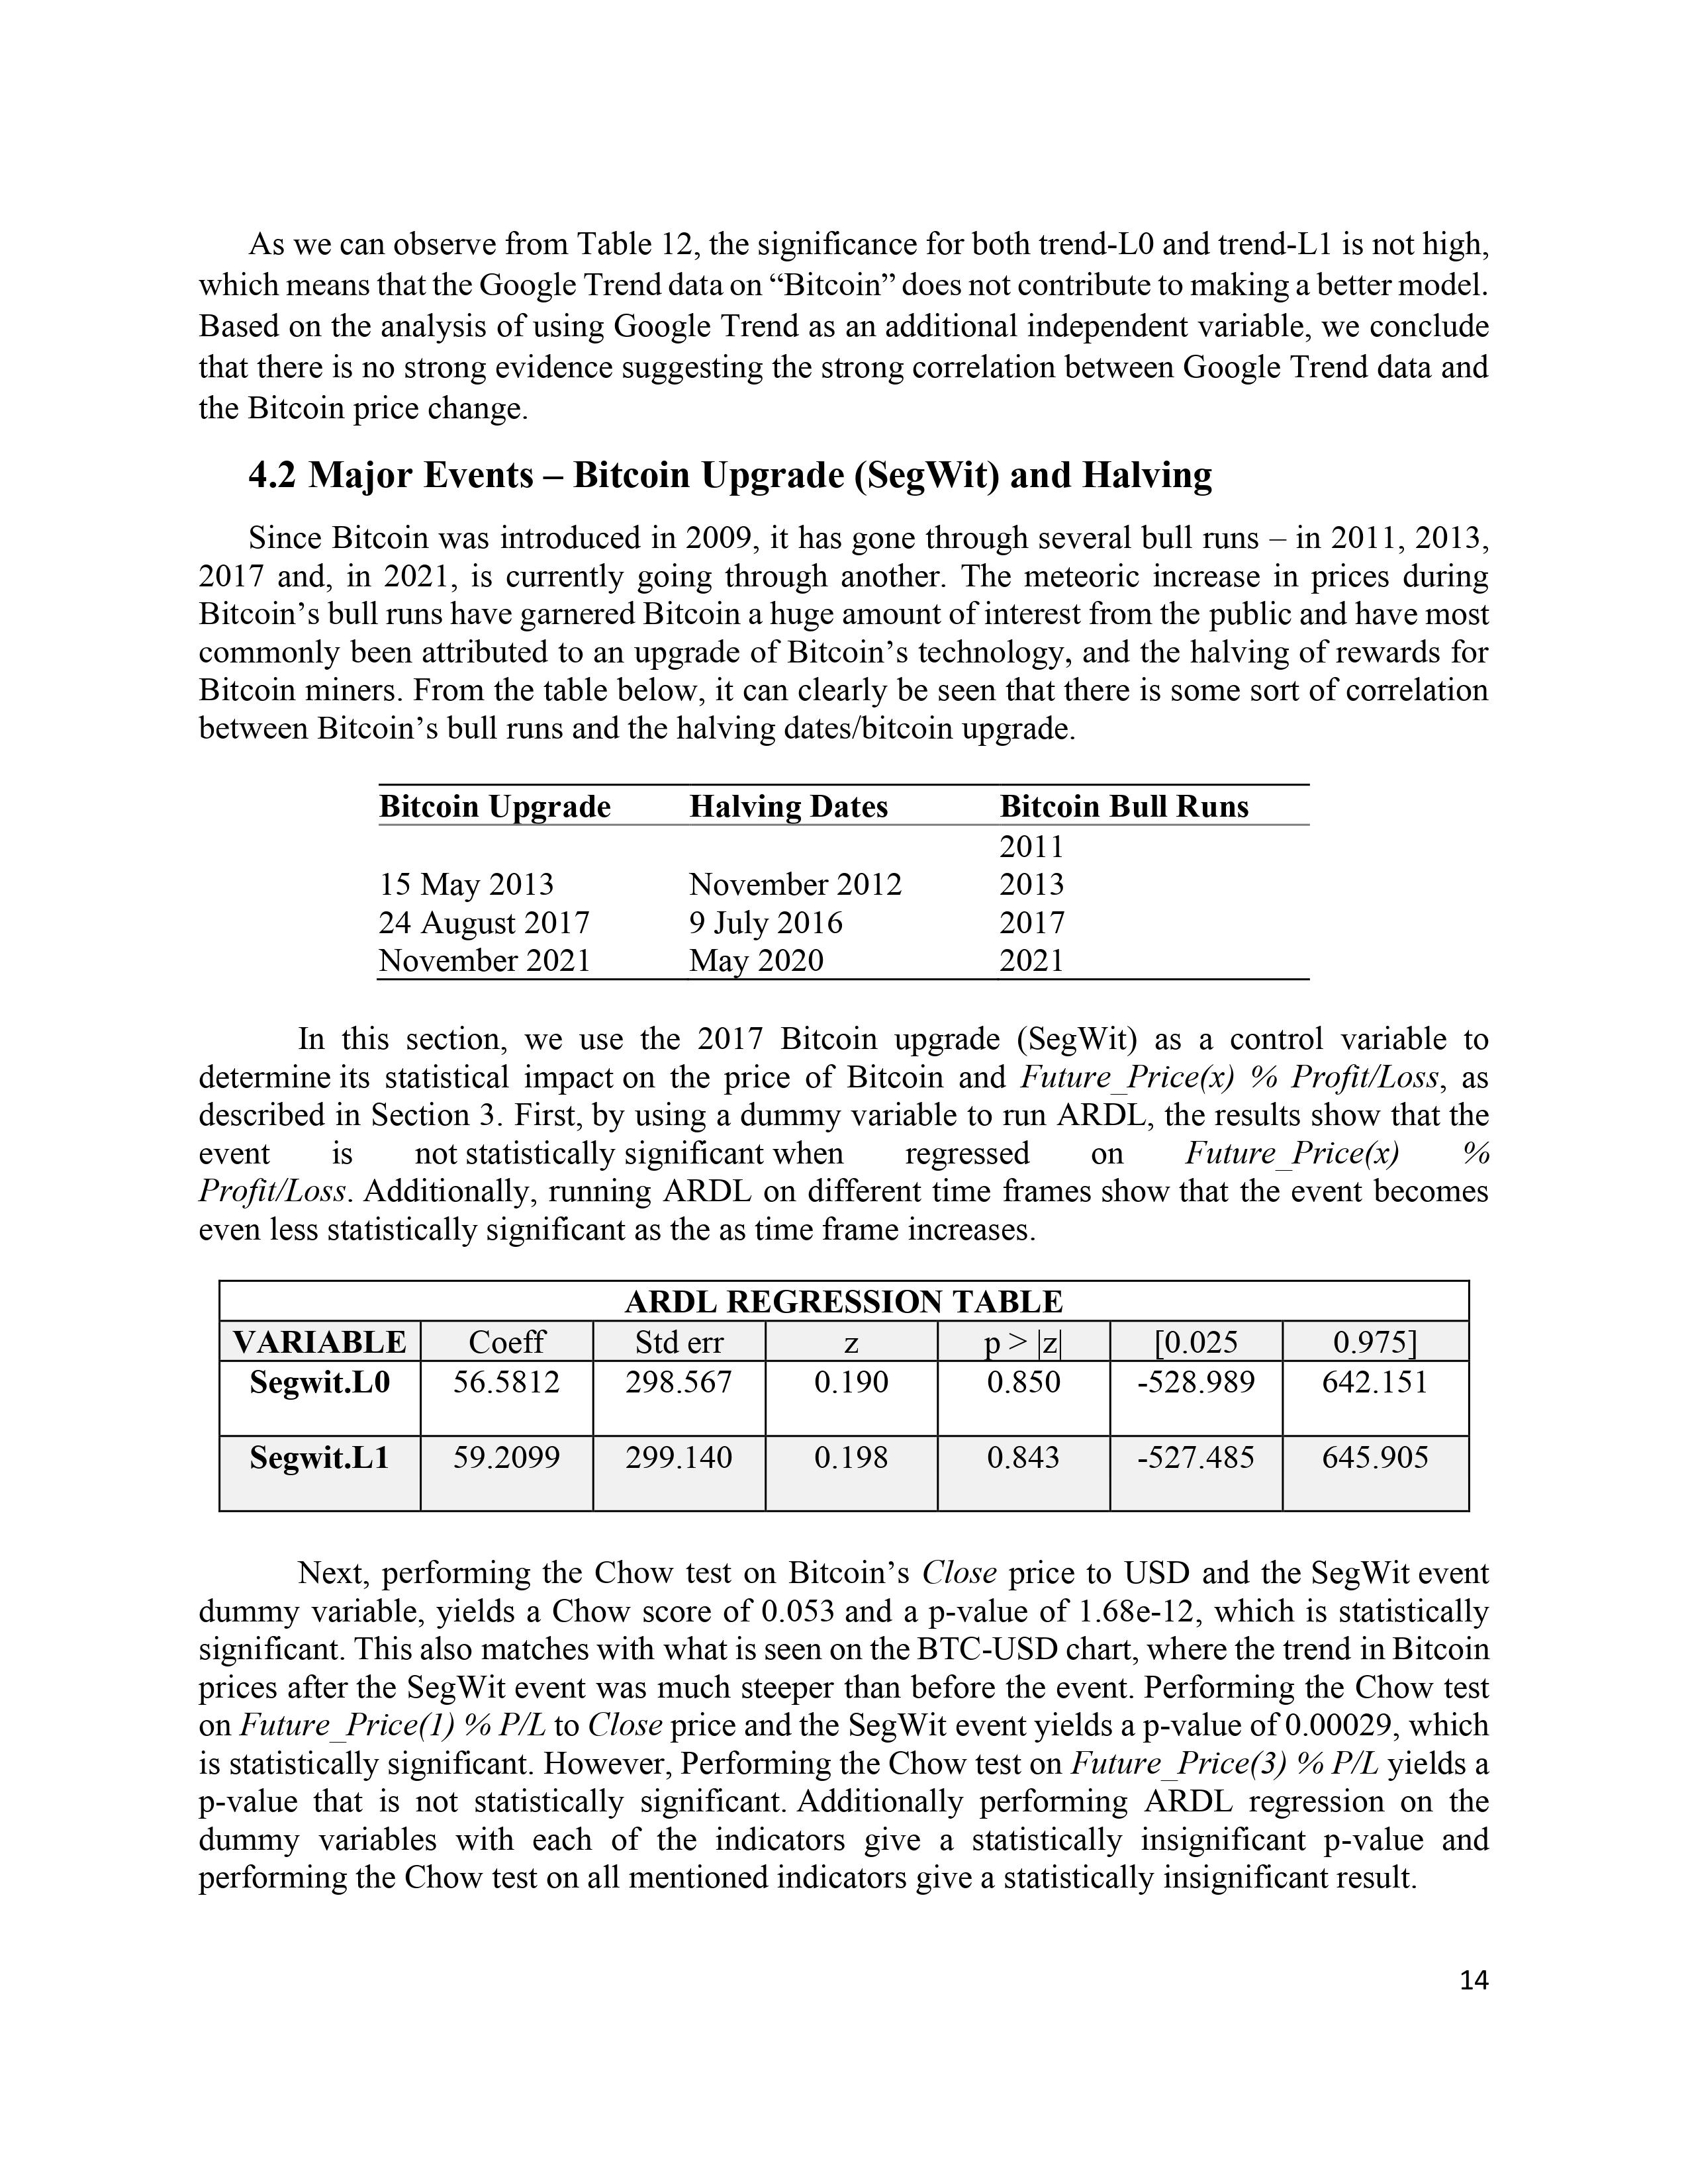 As we can observe from Table 12, the significance for both trend-L0 and trend-L1 is not high,
which means that the Google Trend data on “Bitcoin” does not contribute to making a better model.
Based on the analysis of using Google Trend as an additional independent variable, we conclude
that there is no strong evidence suggesting the strong correlation between Google Trend data and
the Bitcoin price change.
4.2 Major Events – Bitcoin Upgrade (SegWit) and Halving
Since Bitcoin was introduced in 2009, it has gone through several bull runs – in 2011, 2013,
2017 and, in 2021, is currently going through another. The meteoric increase in prices during
Bitcoin’s bull runs have garnered Bitcoin a huge amount of interest from the public and have most
commonly been attributed to an upgrade of Bitcoin’s technology, and the halving of rewards for
Bitcoin miners. From the table below, it can clearly be seen that there is some sort of correlation
between Bitcoin’s bull runs and the halving dates/bitcoin upgrade.
Bitcoin Upgrade Halving Dates Bitcoin Bull Runs
2011
15 May 2013 November 2012 2013
24 August 2017 9 July 2016 2017
November 2021 May 2020 2021
In this section, we use the 2017 Bitcoin upgrade (SegWit) as a control variable to
determine its statistical impact on the price of Bitcoin and Future_Price(x) % Profit/Loss, as
described in Section 3. First, by using a dummy variable to run ARDL, the results show that the
event is not statistically significant when regressed on Future_Price(x) %
Profit/Loss. Additionally, running ARDL on different time frames show that the event becomes
even less statistically significant as the as time frame increases.
ARDL REGRESSION TABLE
VARIABLE Coeff Std err z p > |z| [0.025 0.975]
Segwit.L0 56.5812 298.567 0.190 0.850 -528.989 642.151
Segwit.L1 59.2099 299.140 0.198 0.843 -527.485 645.905
Next, performing the Chow test on Bitcoin’s Close price to USD and the SegWit event
dummy variable, yields a Chow score of 0.053 and a p-value of 1.68e-12, which is statistically
significant. This also matches with what is seen on the BTC-USD chart, where the trend in Bitcoin
prices after the SegWit event was much steeper than before the event. Performing the Chow test
on Future_Price(1) % P/L to Close price and the SegWit event yields a p-value of 0.00029, which
is statistically significant. However, Performing the Chow test on Future_Price(3) % P/L yields a
p-value that is not statistically significant. Additionally performing ARDL regression on the
dummy variables with each of the indicators give a statistically insignificant p-value and
performing the Chow test on all mentioned indicators give a statistically insignificant result.
14